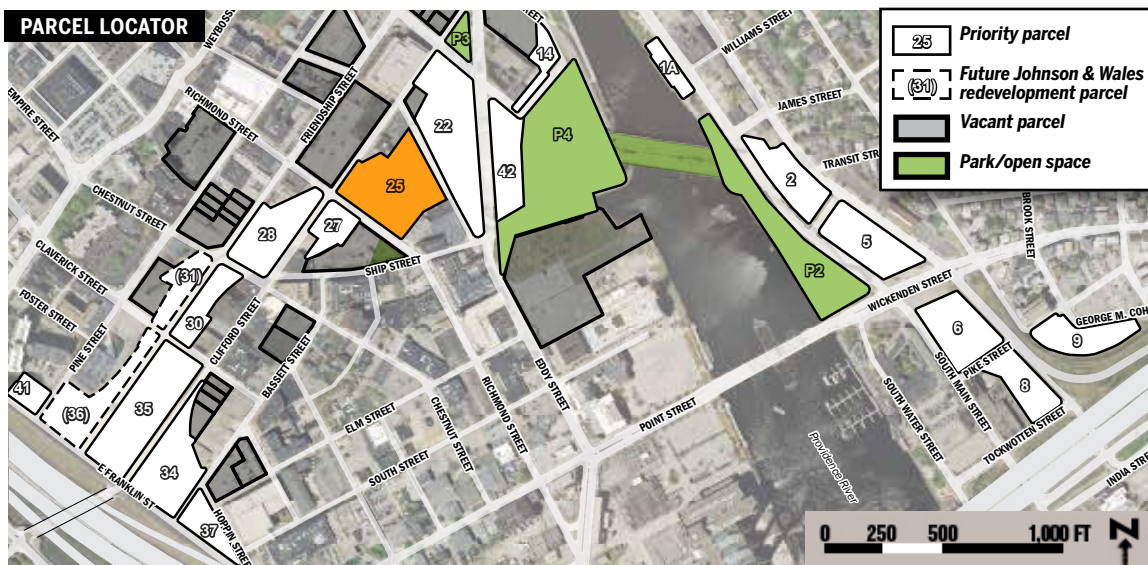 PARCEL LOCATOR
25 Priority parcel
(31) Future Johnson & Wales
redevelopment parcel
Vacant parcel
Park/open space
WEYBOSS
STREET
EMPIRE STREET
RICHMOND STREET
FRIENDSHIP STREET
P3
14
1A
WILLIAMS STREET
JAMES STREET
TRANSIT STR
BROOK STREET
22
P4
42
25
2
5
CHESTNUT STREET
CLAVERICK STREET
FOSTER STREET
PINE STREET
28
27
SHIP STREET
(31)
30
CLIFFORD STREET
BASSETT STREET
P2
WICKENDEN STREET
GEORGE M. COH
6
9
PIKE STREET
8
41
(36)
35
34
37
E FRANKLIN ST
HOPPIN STREET
ELM STREET
SOUTH STREET
CHESTNUT STREET
RICHMOND STREET
EDDY STREET
POINT STREET
Providence River
SOUTH WATER STREET
SOUTH MAIN STREET
TOCKWOTTEN STREET
INDIA STRE
0 250 500 1,000 FT N